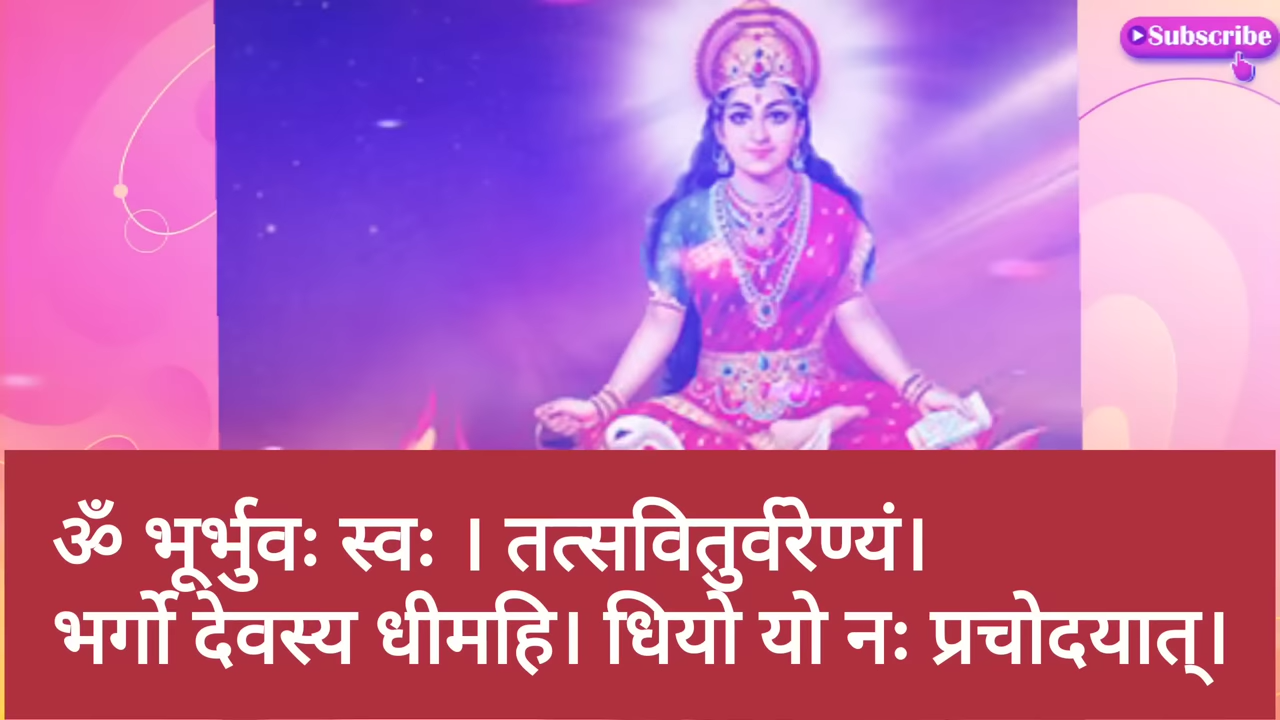 Subscribe
ॐ भूर्भुवः स्वः । तत्सवितुर्वरेण्यं।
भर्गो देवस्य धीमहि। धियो यो नः प्रचोदयात्।